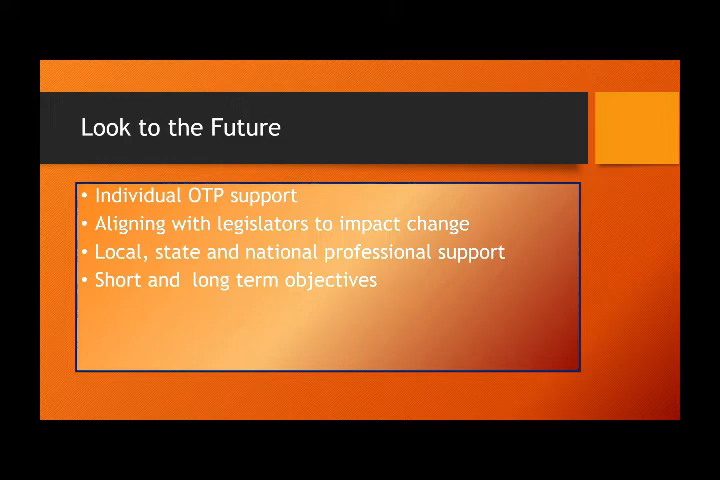 Look to the Future
• Individual OTP support
• Aligning with legislators to impact change
• Local, state and national professional support
• Short and  long term objectives